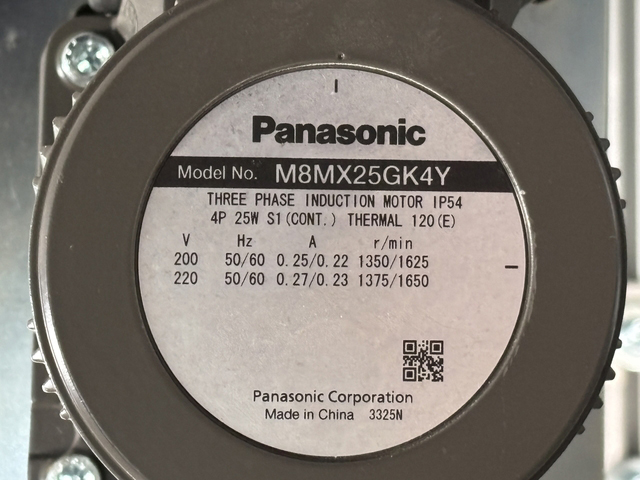 Panasonic
Model No. M8MX25GK4Y
THREE PHASE INDUCTION MOTOR IP54
4P 25W S1(CONT.) THERMAL 120(E)
V Hz A r/min
200 50/60 0.25/0.22 1350/1625
220 50/60 0.27/0.23 1375/1650
Panasonic Corporation
Made in China 3325N